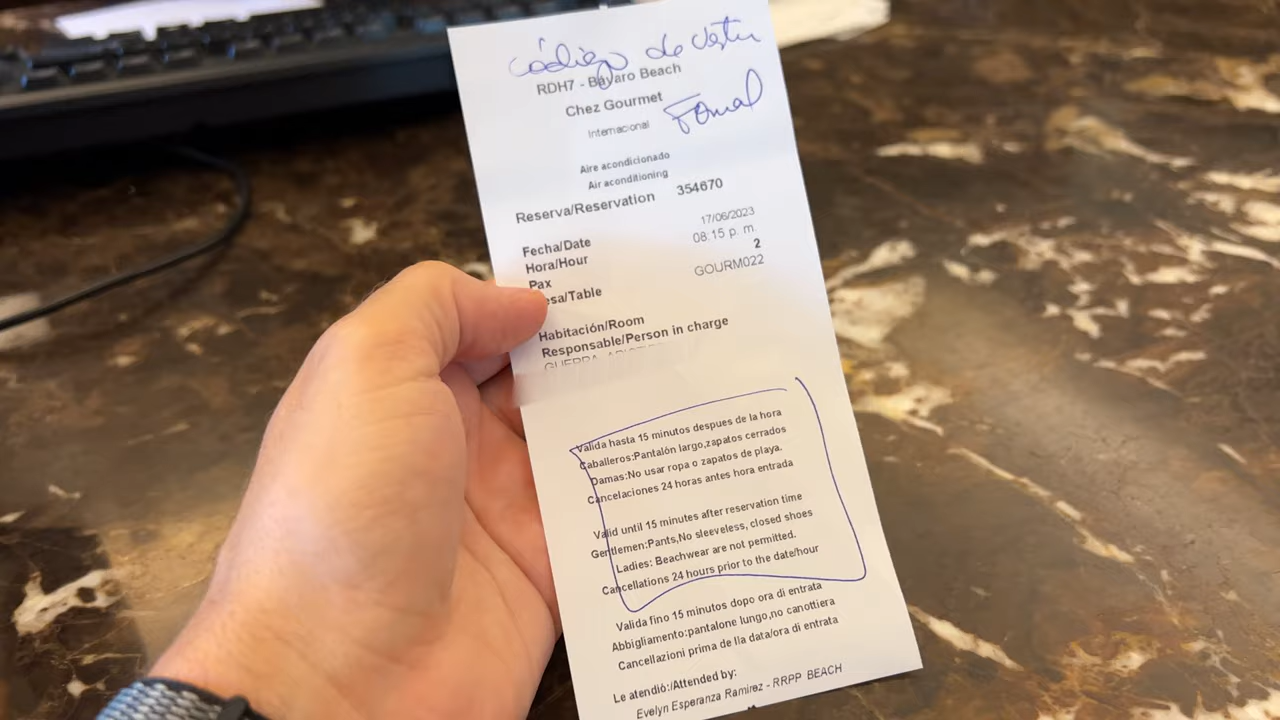 Código de vestir
RDH7 - Bávaro Beach
Chez Gourmet
Formal
Internacional
Aire acondicionado
Air aconditioning
Reserva/Reservation 354670
Fecha/Date 17/06/2023
Hora/Hour 08:15 p. m.
Pax 2
esa/Table GOURM022
Habitación/Room
Responsable/Person in charge
GUERRA
Valida hasta 15 minutos despues de la hora
Caballeros:Pantalón largo,zapatos cerrados
Damas:No usar ropa o zapatos de playa.
Cancelaciones 24 horas antes hora entrada
Valid until 15 minutes after reservation time
Gentlemen:Pants,No sleeveless, closed shoes
Ladies: Beachwear are not permitted.
Cancellations 24 hours prior to the date/hour
Valida fino 15 minutos dopo ora di entrata
Abbigliamento:pantalone lungo,no canottiera
Cancellazioni prima de lla data/ora di entrata
Le atendió:/Attended by:
Evelyn Esperanza Ramirez - RRPP BEACH